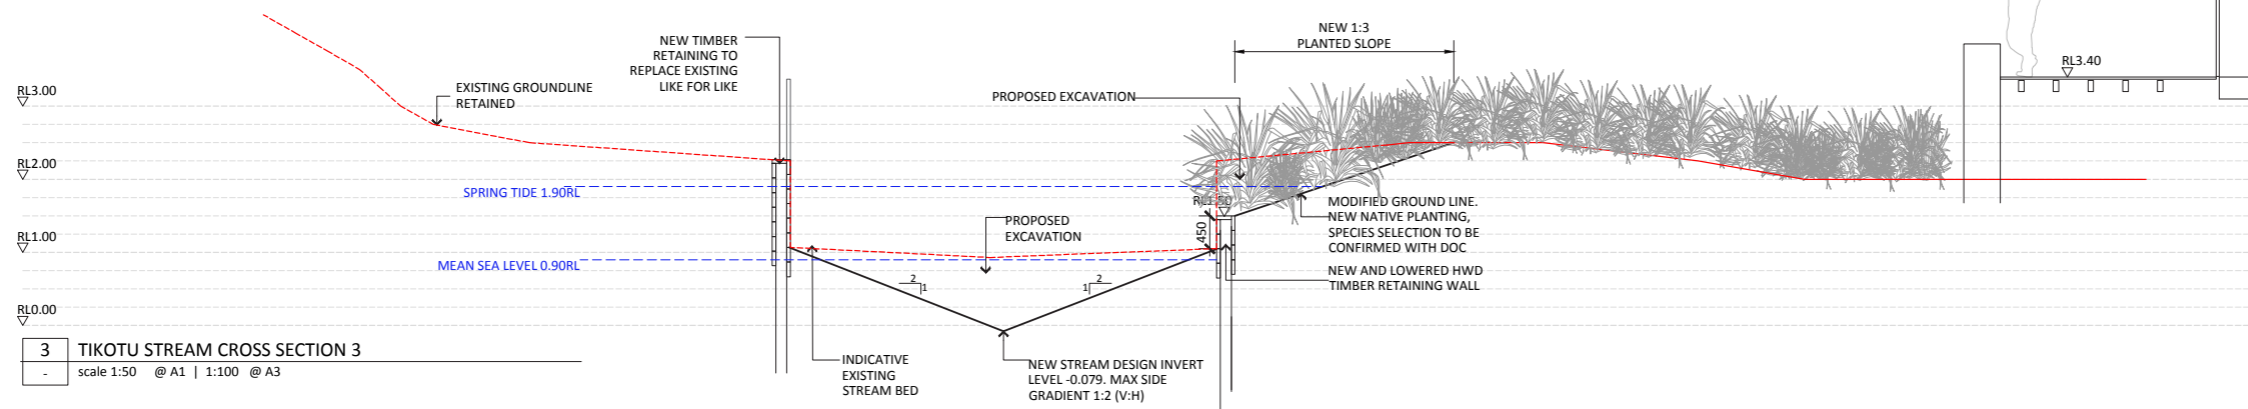 NEW 1:3
PLANTED SLOPE
NEW TIMBER
RETAINING TO
REPLACE EXISTING
LIKE FOR LIKE
RL3.40
EXISTING GROUNDLINE
RETAINED
RL3.00
PROPOSED EXCAVATION
RL2.00
SPRING TIDE 1.90RL
RL1.50
MODIFIED GROUND LINE.
NEW NATIVE PLANTING,
SPECIES SELECTION TO BE
CONFIRMED WITH DOC
PROPOSED
EXCAVATION
450
RL1.00
MEAN SEA LEVEL 0.90RL
NEW AND LOWERED HWD
TIMBER RETAINING WALL
2
1
2
1
RL0.00
3 TIKOTU STREAM CROSS SECTION 3
- scale 1:50 @ A1 | 1:100 @ A3
INDICATIVE
EXISTING
STREAM BED
NEW STREAM DESIGN INVERT
LEVEL -0.079. MAX SIDE
GRADIENT 1:2 (V:H)